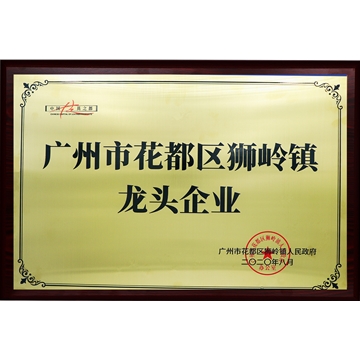 广州市花都区狮岭镇
龙头企业
广州市花都区狮岭镇人民政府
二〇二〇年八月